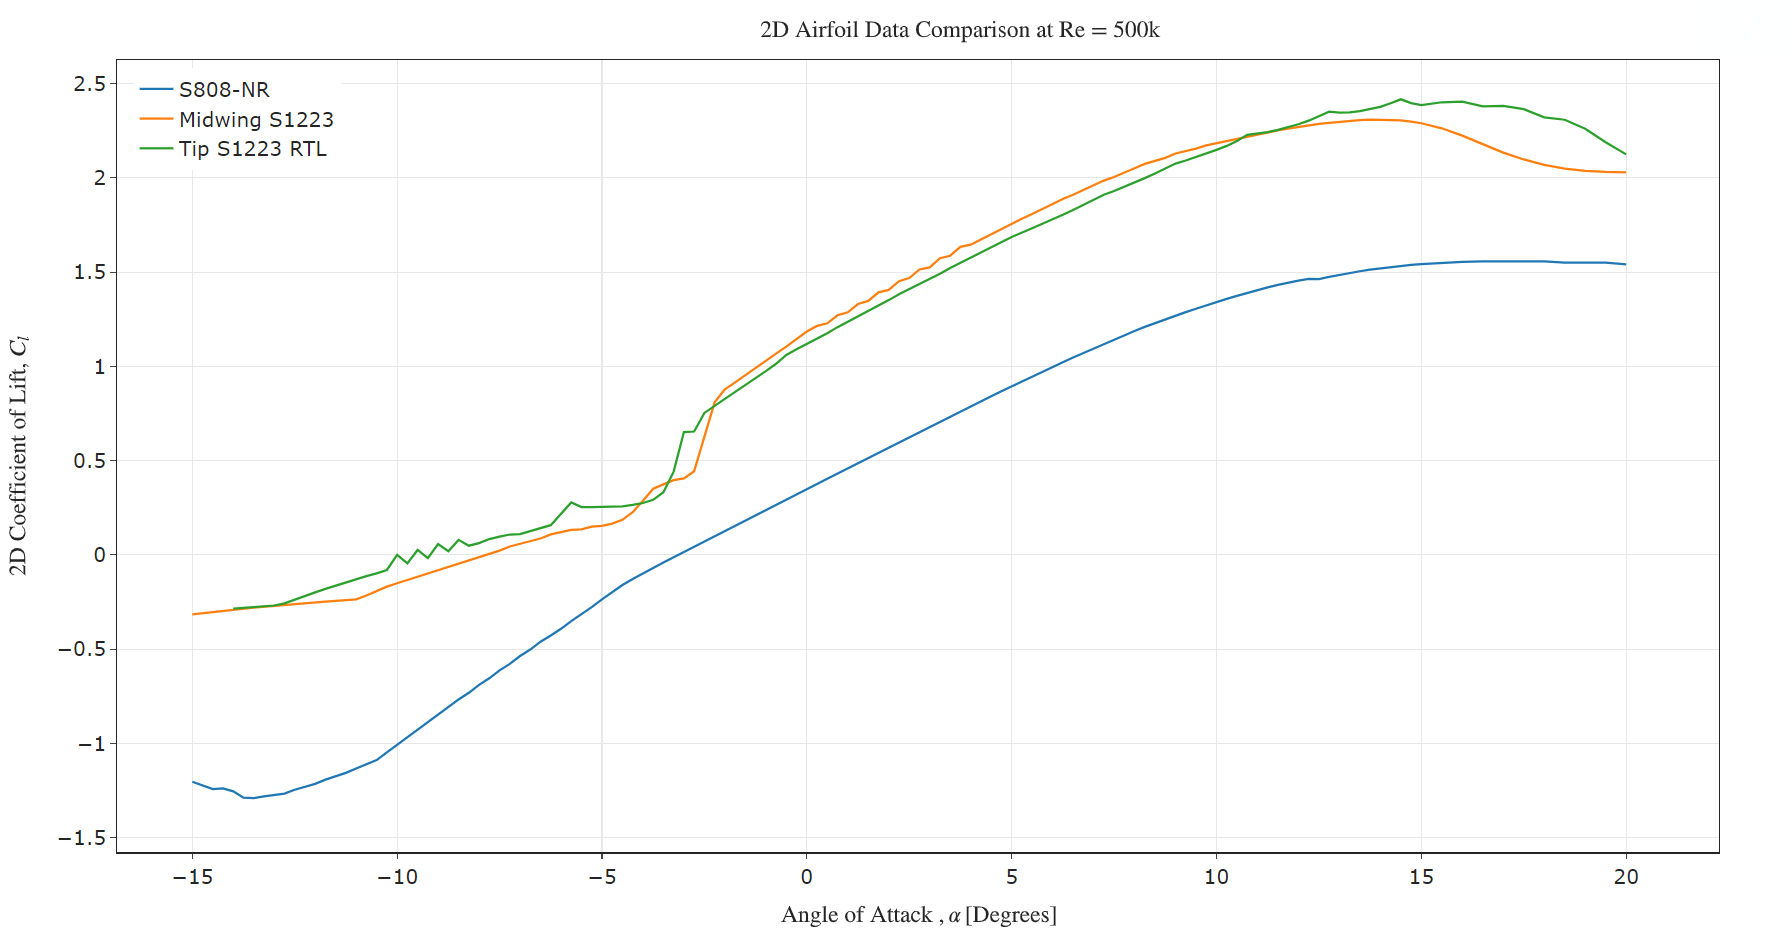 2D Airfoil Data Comparison at Re = 500k
S808-NR
Midwing S1223
Tip S1223 RTL
2.5
2
1.5
1
0.5
0
−0.5
−1
−1.5
2D Coefficient of Lift, Cl
−15 −10 −5 0 5 10 15 20
Angle of Attack , α [Degrees]